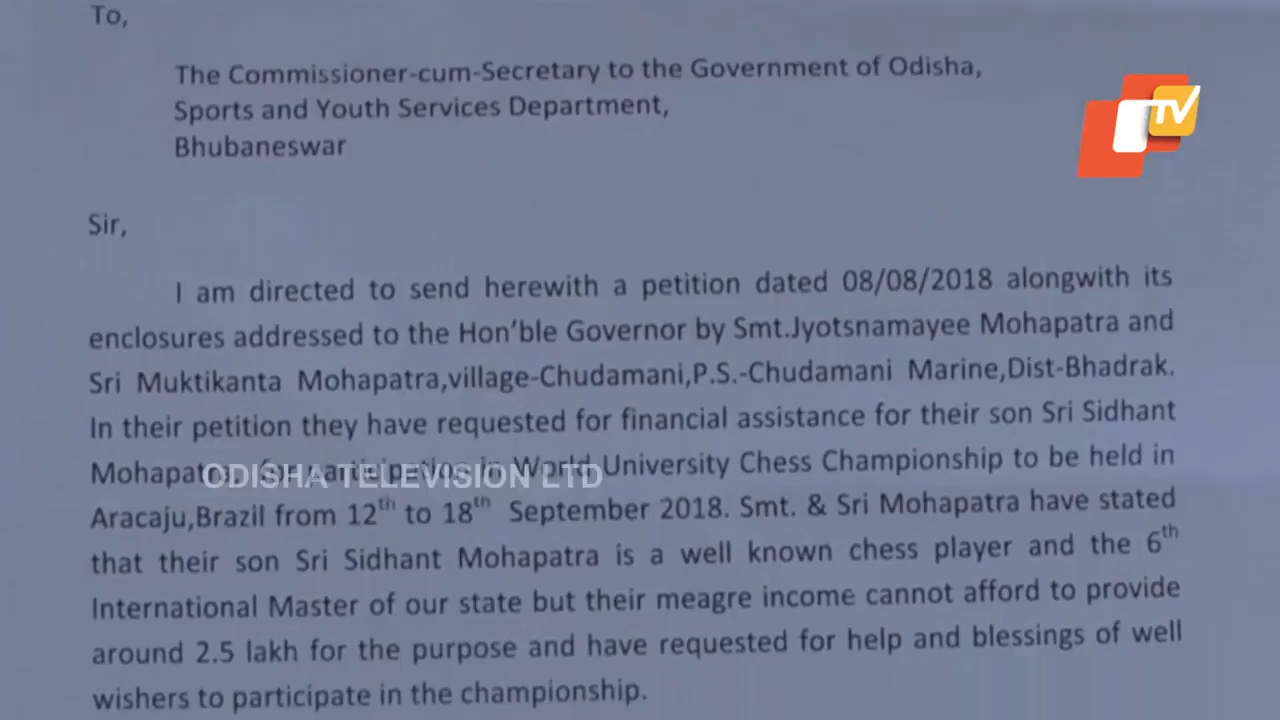 To,
The Commissioner-cum-Secretary to the Government of Odisha,
Sports and Youth Services Department,
Bhubaneswar
TV
Sir,
I am directed to send herewith a petition dated 08/08/2018 alongwith its
enclosures addressed to the Hon'ble Governor by Smt.Jyotsnamayee Mohapatra and
Sri Muktikanta Mohapatra,village-Chudamani,P.S.-Chudamani Marine,Dist-Bhadrak.
In their petition they have requested for financial assistance for their son Sri Sidhant
Mohapatra for participation in World University Chess Championship to be held in
ODISHA TELEVISION LTD
Aracaju,Brazil from 12th to 18th September 2018. Smt. & Sri Mohapatra have stated
that their son Sri Sidhant Mohapatra is a well known chess player and the 6th
International Master of our state but their meagre income cannot afford to provide
around 2.5 lakh for the purpose and have requested for help and blessings of well
wishers to participate in the championship.